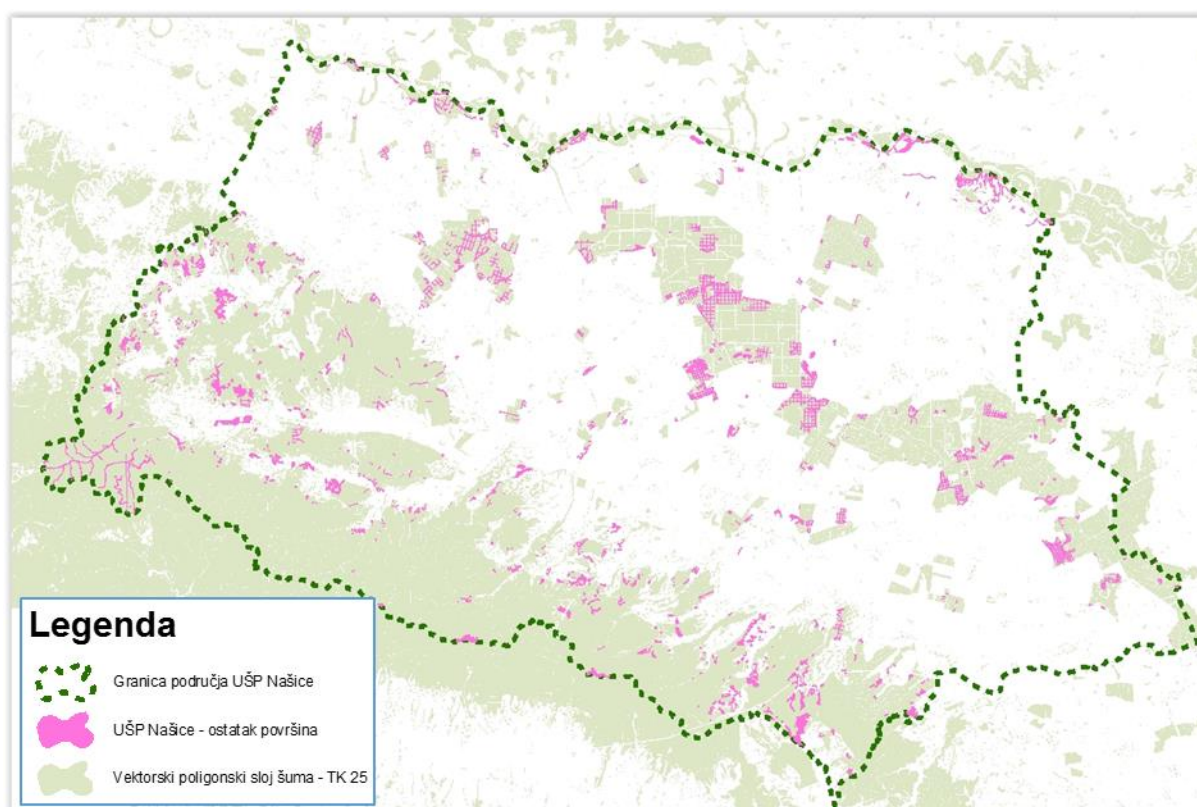 Legenda
Granica područja UŠP Našice
UŠP Našice - ostatak površina
Vektorski poligonski sloj šuma - TK 25